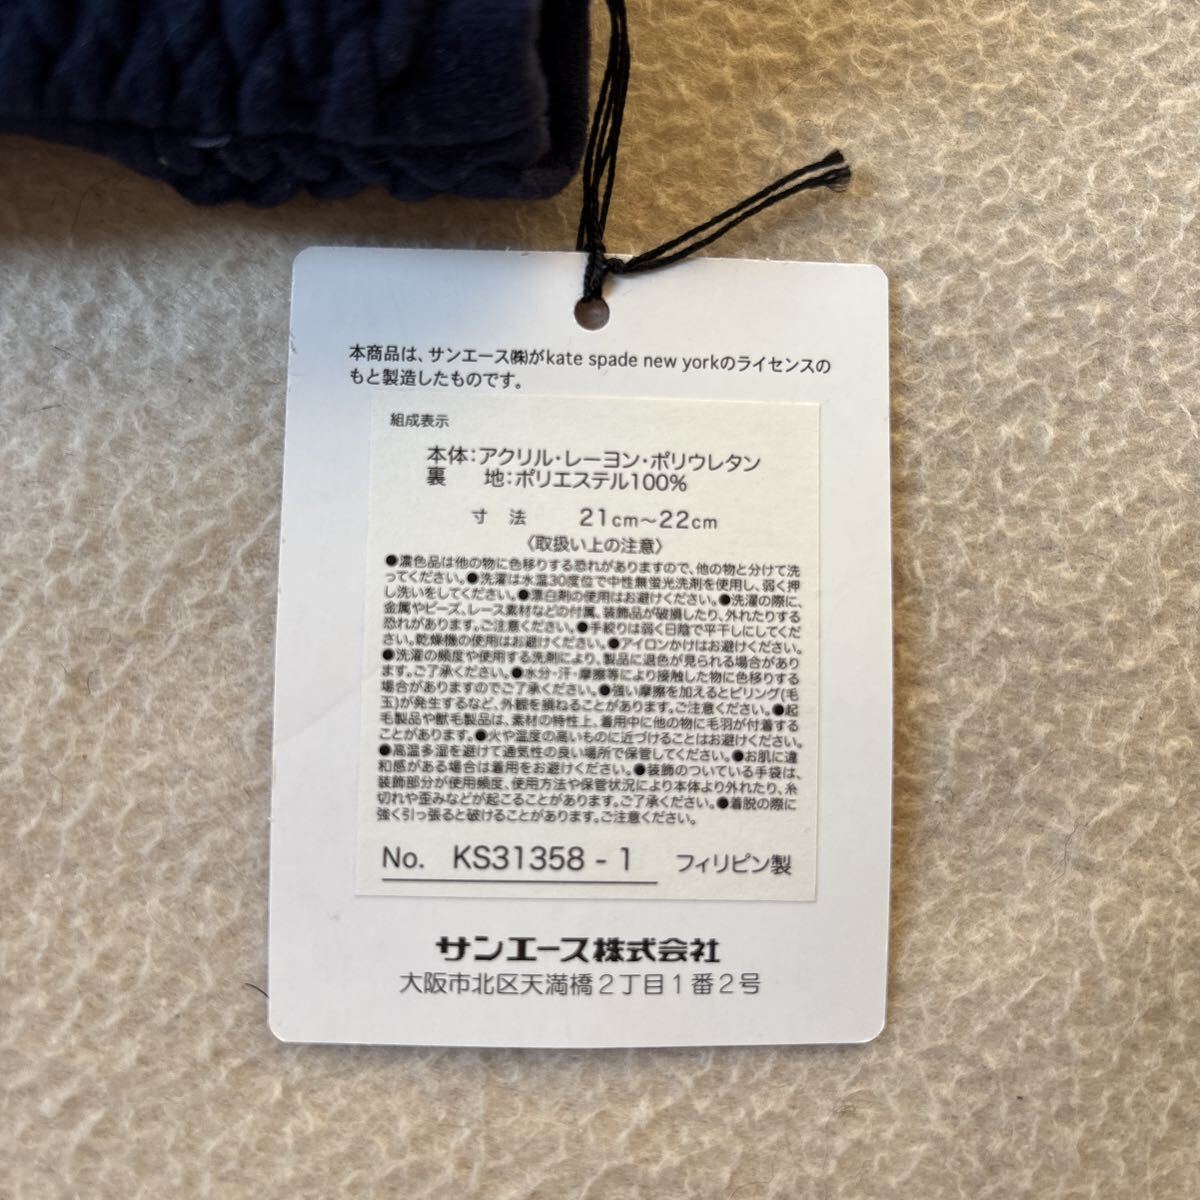 本商品は、サンエース㈱がkate spade new yorkのライセンスの
もと製造したものです。
組成表示
本体:アクリル・レーヨン・ポリウレタン
裏 地:ポリエステル100%
寸 法 21cm~22cm
〈取扱い上の注意〉
●濃色品は他の物に色移りする恐れがありますので、他の物と分けて洗
ってください。●洗濯は水温30度位で中性無蛍光洗剤を使用し、弱く押
し洗いをしてください。●漂白剤の使用はお避けください。●洗濯の際に、
金属やビーズ、レース素材などの付属、装飾品が破損したり、外れたりする
恐れがあります。ご注意ください。●手絞りは弱く日陰で平干しにしてくだ
さい。乾燥機の使用はお避けください。●アイロンかけはお避けください。
●洗濯の頻度や使用する洗剤により、製品に退色が見られる場合があり
ます。ご了承ください。●水分・汗・摩擦等により接触した物に色移りする
場合がありますのでご了承ください。●強い摩擦を加えるとピリング(毛
玉)が発生するなど、外観を損ねることがあります。ご注意ください。●起
毛製品や獣毛製品は、素材の特性上、着用中に他の物に毛羽が付着する
ことがあります。●火や温度の高いものに近づけることはお避けください。
●高温多湿を避けて通気性の良い場所で保管してください。●お肌に違
和感がある場合は着用をお避けください。●装飾のついている手袋は、
装飾部分が使用頻度、使用方法や保管状況により本体より外れたり、糸
切れや歪みなどが起こることがあります。ご了承ください。●着脱の際に
強く引っ張ると破けることがあります。ご注意ください。
No. KS31358-1 フィリピン製
サンエース株式会社
大阪市北区天満橋2丁目1番2号